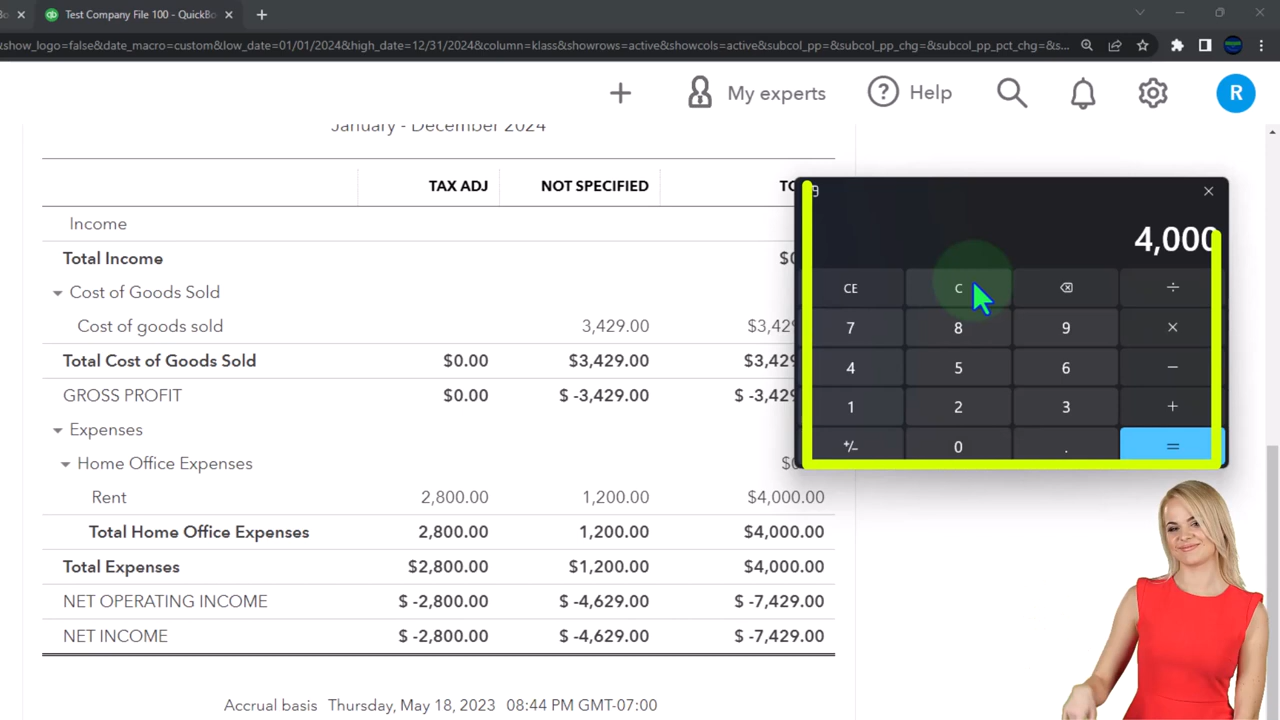 Test Company File 100 - QuickBo
show_logo=false&date_macro=custom&low_date=01/01/2024&high_date=12/31/2024&column=klass&showrows=active&showcols=active&subcol_pp=&subcol_pp_chg=&subcol_pp_pct_chg=&s...
My experts
Help
R
January - December 2024
TAX ADJ NOT SPECIFIED
Income
Total Income
Cost of Goods Sold
Cost of goods sold 3,429.00
Total Cost of Goods Sold $0.00 $3,429.00
GROSS PROFIT $0.00 $ -3,429.00
Expenses
Home Office Expenses
Rent 2,800.00 1,200.00 $4,000.00
Total Home Office Expenses 2,800.00 1,200.00 $4,000.00
Total Expenses $2,800.00 $1,200.00 $4,000.00
NET OPERATING INCOME $ -2,800.00 $ -4,629.00 $ -7,429.00
NET INCOME $ -2,800.00 $ -4,629.00 $ -7,429.00
Accrual basis Thursday, May 18, 2023 08:44 PM GMT-07:00
4,000
CE C ÷
7 8 9 ×
4 5 6 −
1 2 3 +
+/− 0 . =